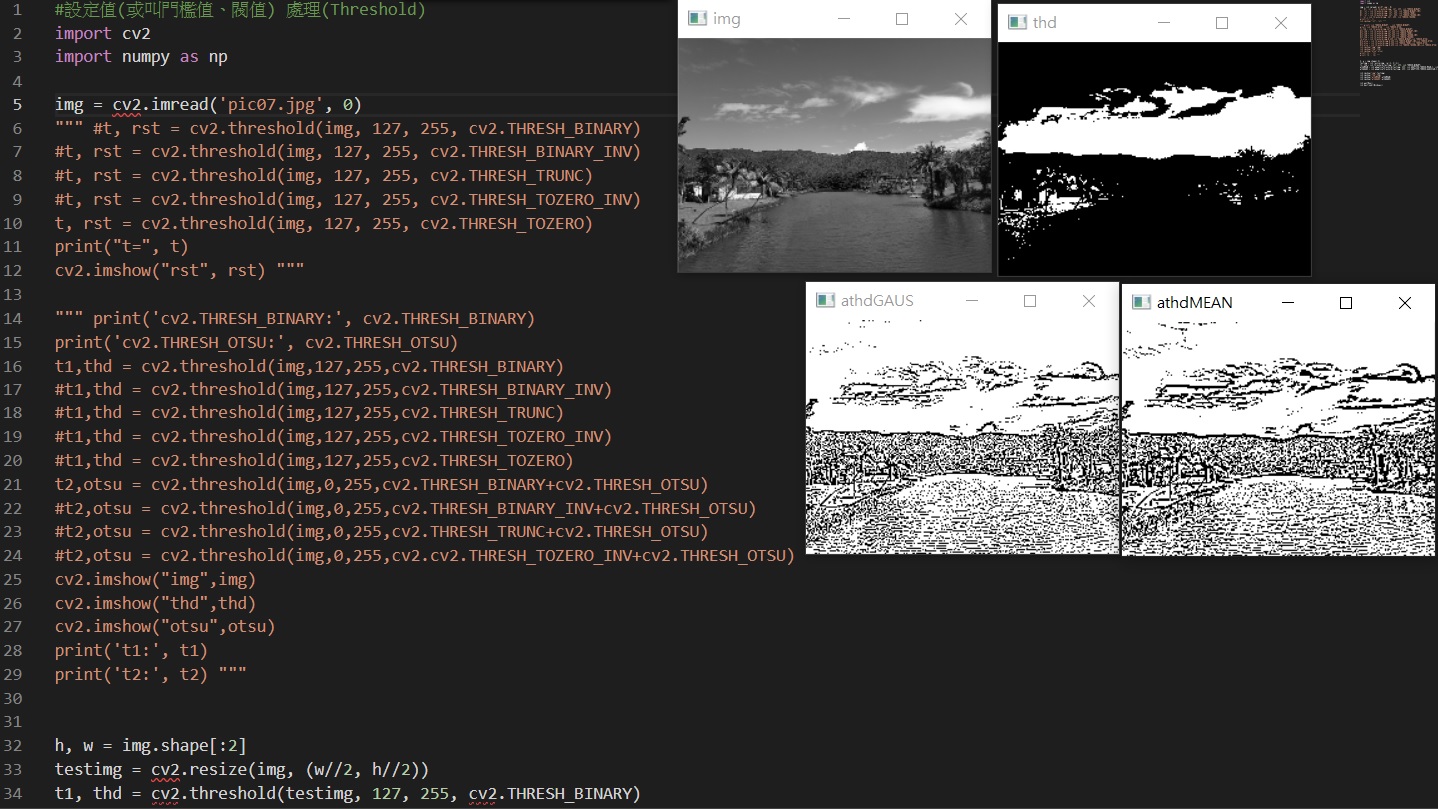 1 #設定值(或叫門檻值、閥值) 處理(Threshold)
2 import cv2
3 import numpy as np
4
5 img = cv2.imread('pic07.jpg', 0)
6 """ #t, rst = cv2.threshold(img, 127, 255, cv2.THRESH_BINARY)
7 #t, rst = cv2.threshold(img, 127, 255, cv2.THRESH_BINARY_INV)
8 #t, rst = cv2.threshold(img, 127, 255, cv2.THRESH_TRUNC)
9 #t, rst = cv2.threshold(img, 127, 255, cv2.THRESH_TOZERO_INV)
10 t, rst = cv2.threshold(img, 127, 255, cv2.THRESH_TOZERO)
11 print("t=", t)
12 cv2.imshow("rst", rst) """
13
14 """ print('cv2.THRESH_BINARY:', cv2.THRESH_BINARY)
15 print('cv2.THRESH_OTSU:', cv2.THRESH_OTSU)
16 t1,thd = cv2.threshold(img,127,255,cv2.THRESH_BINARY)
17 #t1,thd = cv2.threshold(img,127,255,cv2.THRESH_BINARY_INV)
18 #t1,thd = cv2.threshold(img,127,255,cv2.THRESH_TRUNC)
19 #t1,thd = cv2.threshold(img,127,255,cv2.THRESH_TOZERO_INV)
20 #t1,thd = cv2.threshold(img,127,255,cv2.THRESH_TOZERO)
21 t2,otsu = cv2.threshold(img,0,255,cv2.THRESH_BINARY+cv2.THRESH_OTSU)
22 #t2,otsu = cv2.threshold(img,0,255,cv2.THRESH_BINARY_INV+cv2.THRESH_OTSU)
23 #t2,otsu = cv2.threshold(img,0,255,cv2.THRESH_TRUNC+cv2.THRESH_OTSU)
24 #t2,otsu = cv2.threshold(img,0,255,cv2.cv2.THRESH_TOZERO_INV+cv2.THRESH_OTSU)
25 cv2.imshow("img",img)
26 cv2.imshow("thd",thd)
27 cv2.imshow("otsu",otsu)
28 print('t1:', t1)
29 print('t2:', t2) """
30
31
32 h, w = img.shape[:2]
33 testimg = cv2.resize(img, (w//2, h//2))
34 t1, thd = cv2.threshold(testimg, 127, 255, cv2.THRESH_BINARY)
img
thd
athdGAUS
athdMEAN